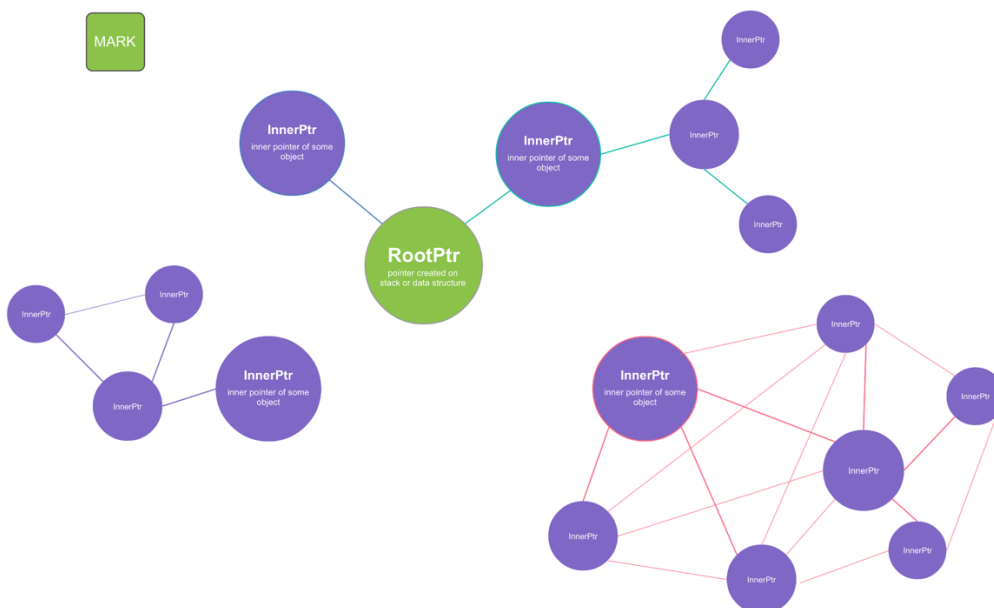 MARK
InnerPtr
InnerPtr
inner pointer of some
object
InnerPtr
inner pointer of some
object
InnerPtr
InnerPtr
RootPtr
pointer created on
stack or data structure
InnerPtr
InnerPtr
InnerPtr
InnerPtr
inner pointer of some
object
InnerPtr
InnerPtr
inner pointer of some
object
InnerPtr
InnerPtr
InnerPtr
InnerPtr
InnerPtr
InnerPtr